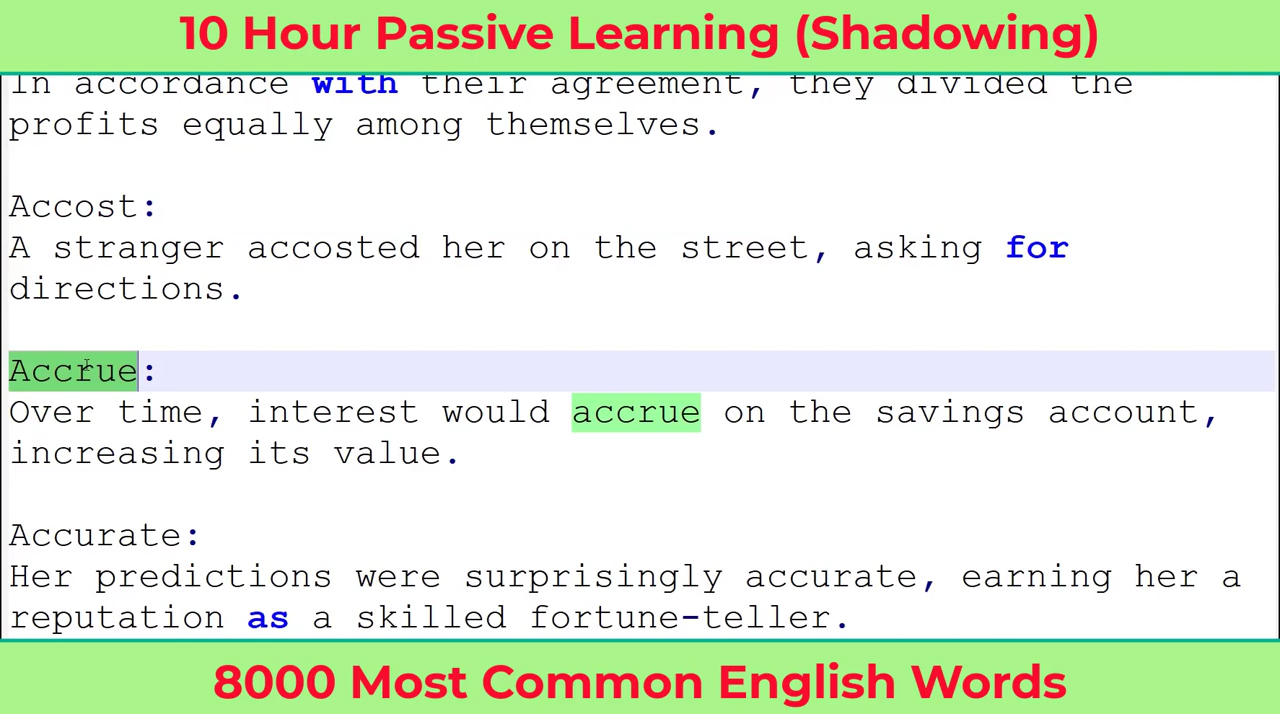 10 Hour Passive Learning (Shadowing)
In accordance with their agreement, they divided the
profits equally among themselves.
Accost:
A stranger accosted her on the street, asking for
directions.
Accrue:
Over time, interest would accrue on the savings account,
increasing its value.
Accurate:
Her predictions were surprisingly accurate, earning her a
reputation as a skilled fortune-teller.
8000 Most Common English Words